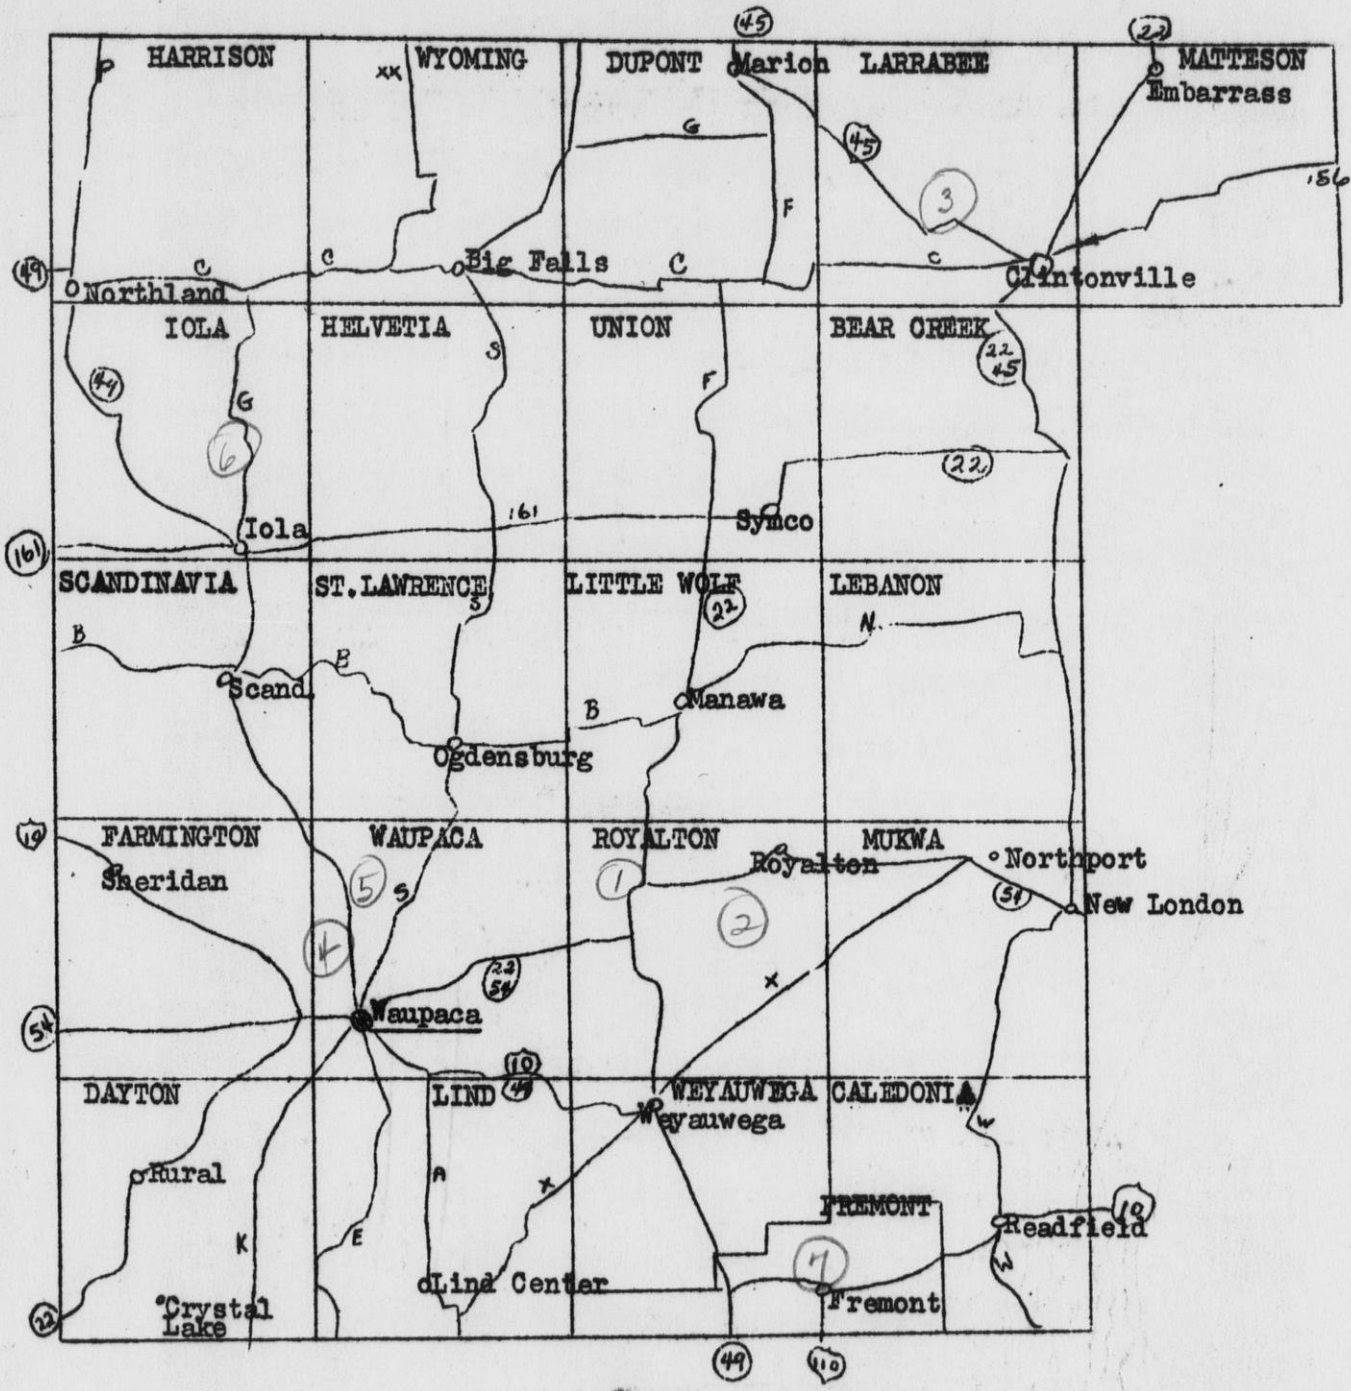 45
22
HARRISON WYOMING DUPONT Marion LARRABEE MATTESON
P
XX
Embarrass
G
45
156
3
F
49
C C Big Falls C C
Northland Clintonville
IOLA HELVETIA UNION BEAR CREEK
S
22
45
49
F
G
6
22
161
Symco
Iola
161
SCANDINAVIA ST. LAWRENCE LITTLE WOLF LEBANON
S
22
N.
B
B
Scand.
Manawa
B
Ogdensburg
19
FARMINGTON WAUPACA ROYALTON MUKWA
Royalton
Northport
Sheridan
5
1
S
54
New London
2
4
22
54
X
54
Waupaca
10
49
DAYTON LIND WEYAUWEGA CALEDONIA
Weyauwega
W
Rural
A
X
FREMONT
10
Readfield
K
E
7
W
Lind Center
Crystal
Lake
Fremont
22
49
110